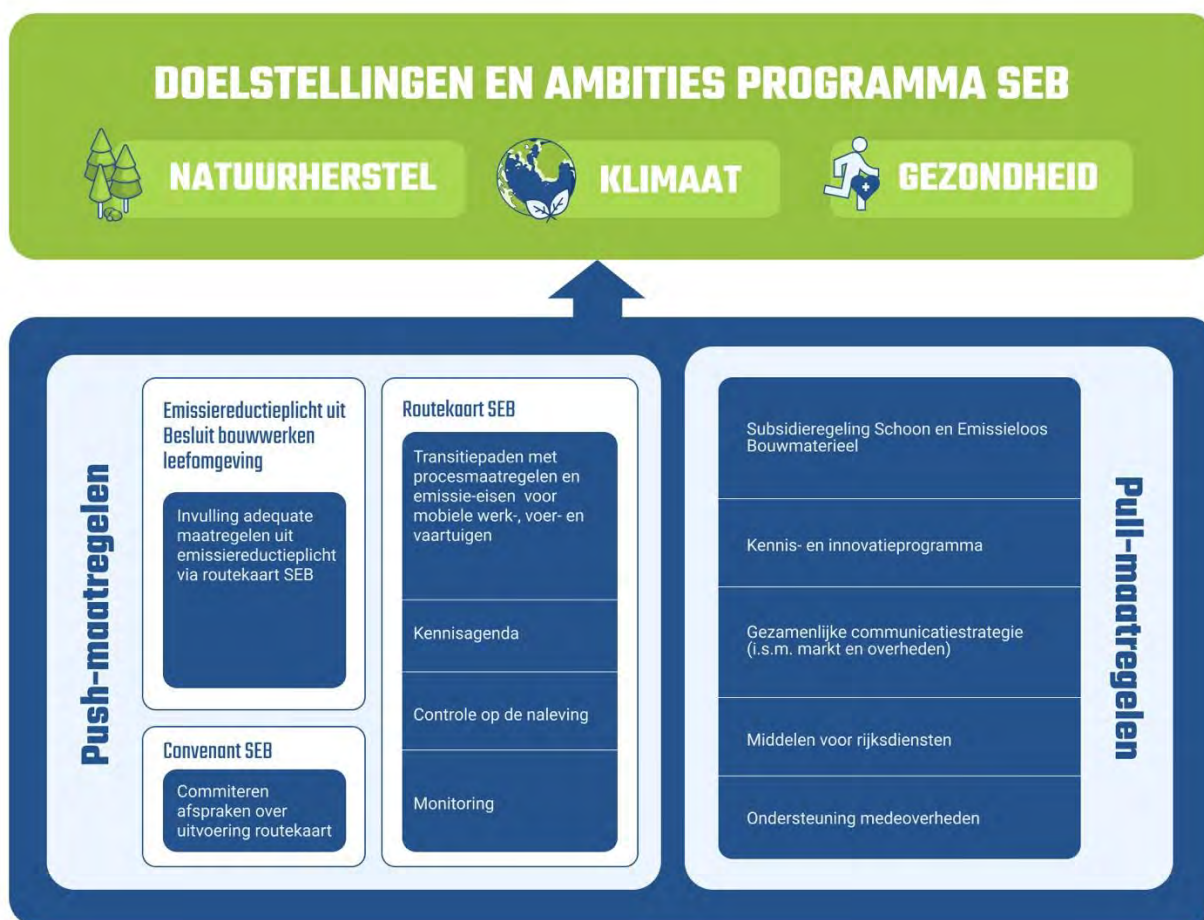 DOELSTELLINGEN EN AMBITIES PROGRAMMA SEB
NATUURHERSTEL
KLIMAAT
GEZONDHEID
Push-maatregelen
Emissiereductieplicht uit
Besluit bouwwerken
leefomgeving
Invulling adequate
maatregelen uit
emissiereductieplicht
via routekaart SEB
Convenant SEB
Commiteren
afspraken over
uitvoering routekaart
Routekaart SEB
Transitiepaden met
procesmaatregelen en
emissie-eisen voor
mobiele werk-, voer- en
vaartuigen
Kennisagenda
Controle op de naleving
Monitoring
Subsidieregeling Schoon en Emissieloos
Bouwmaterieel
Kennis- en innovatieprogramma
Gezamenlijke communicatiestrategie
(i.s.m. markt en overheden)
Middelen voor rijksdiensten
Ondersteuning medeoverheden
Pull-maatregelen